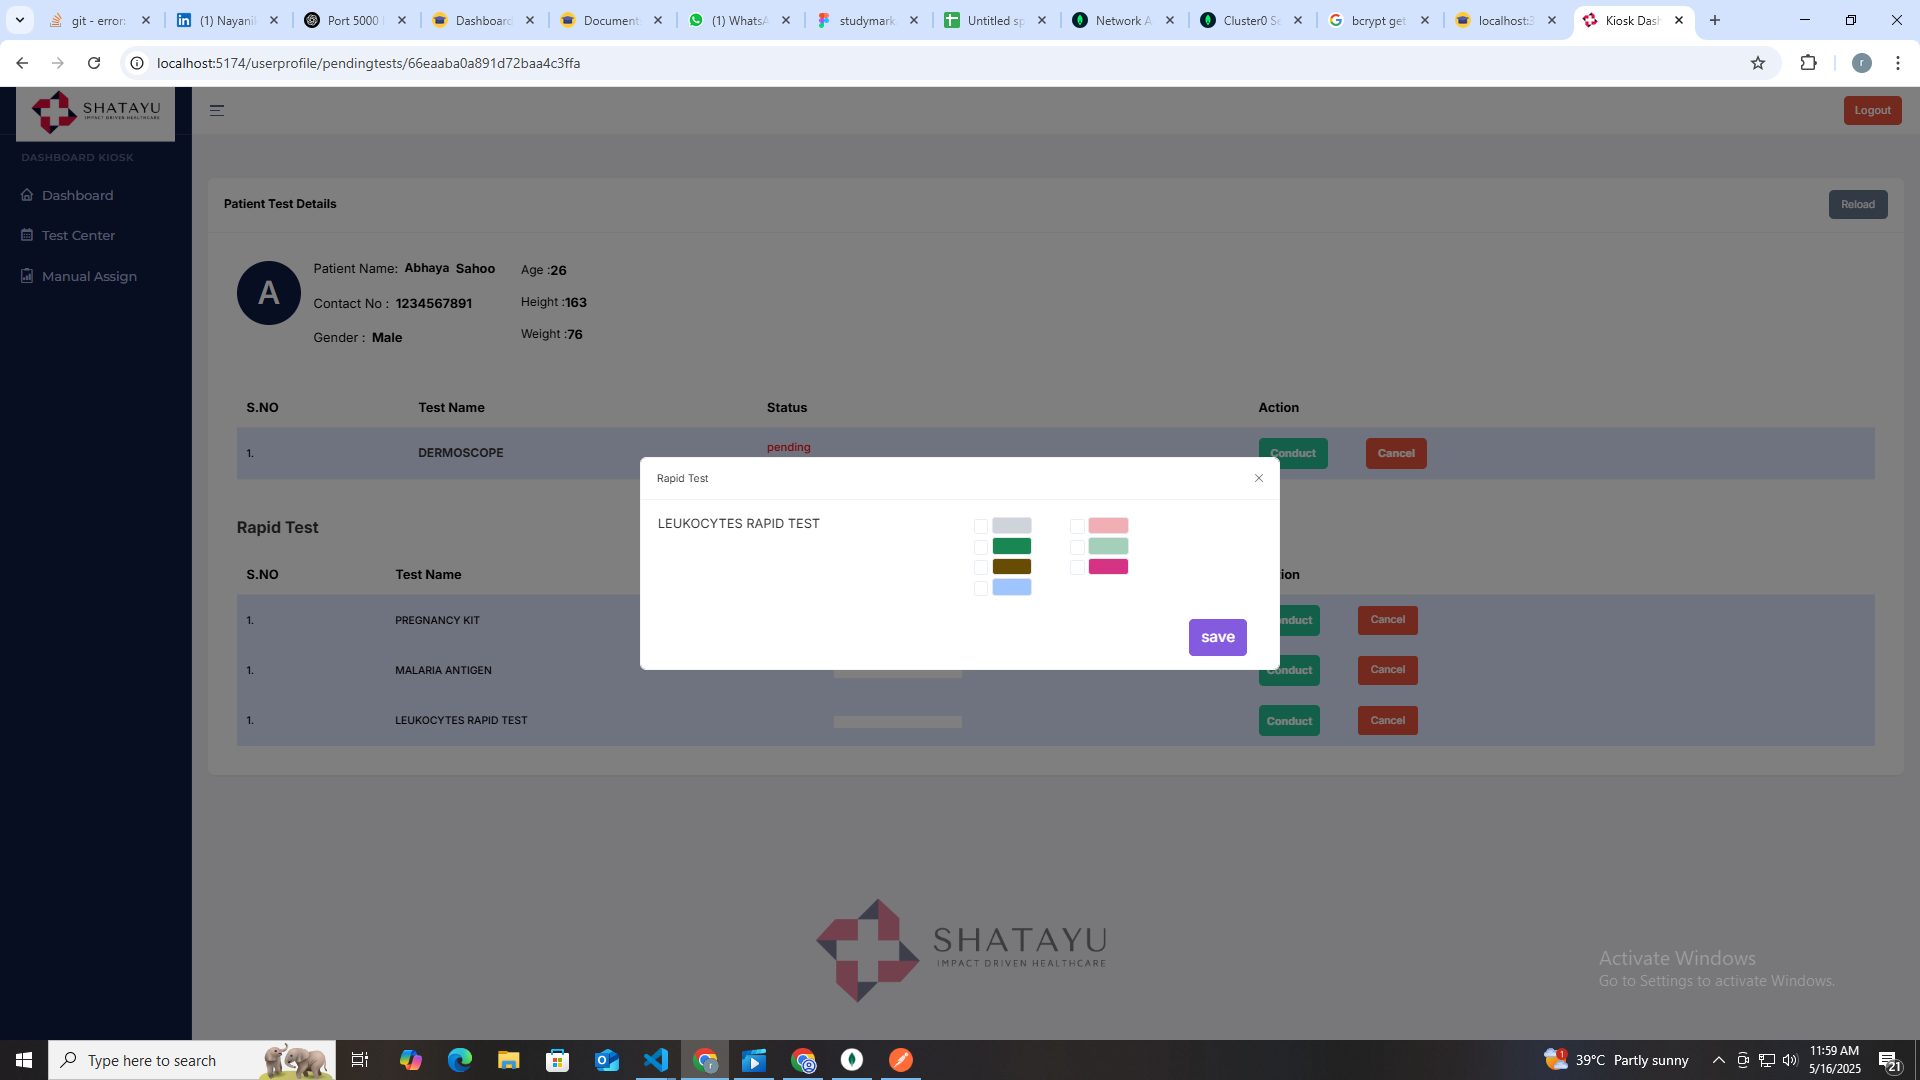 git - error:
(1) Nayanik
Port 5000
Dashboard
Document
(1) WhatsA
studymark
Untitled sp
Network A
Cluster0 Se
bcrypt get
localhost:3
Kiosk Dash
localhost:5174/userprofile/pendingtests/66eaaba0a891d72baa4c3ffa
r
SHATAYU
IMPACT DRIVEN HEALTHCARE
Logout
DASHBOARD KIOSK
Dashboard
Test Center
Manual Assign
Patient Test Details
Reload
A
Patient Name: Abhaya Sahoo
Age :26
Contact No : 1234567891
Height :163
Gender : Male
Weight :76
S.NO Test Name Status Action
1. DERMOSCOPE pending Conduct Cancel
Rapid Test
LEUKOCYTES RAPID TEST
save
Rapid Test
S.NO Test Name tion
1. PREGNANCY KIT nduct Cancel
1. MALARIA ANTIGEN Conduct Cancel
1. LEUKOCYTES RAPID TEST Conduct Cancel
SHATAYU
IMPACT DRIVEN HEALTHCARE
Activate Windows
Go to Settings to activate Windows.
Type here to search
r
1
39°C Partly sunny
11:59 AM
5/16/2025
21